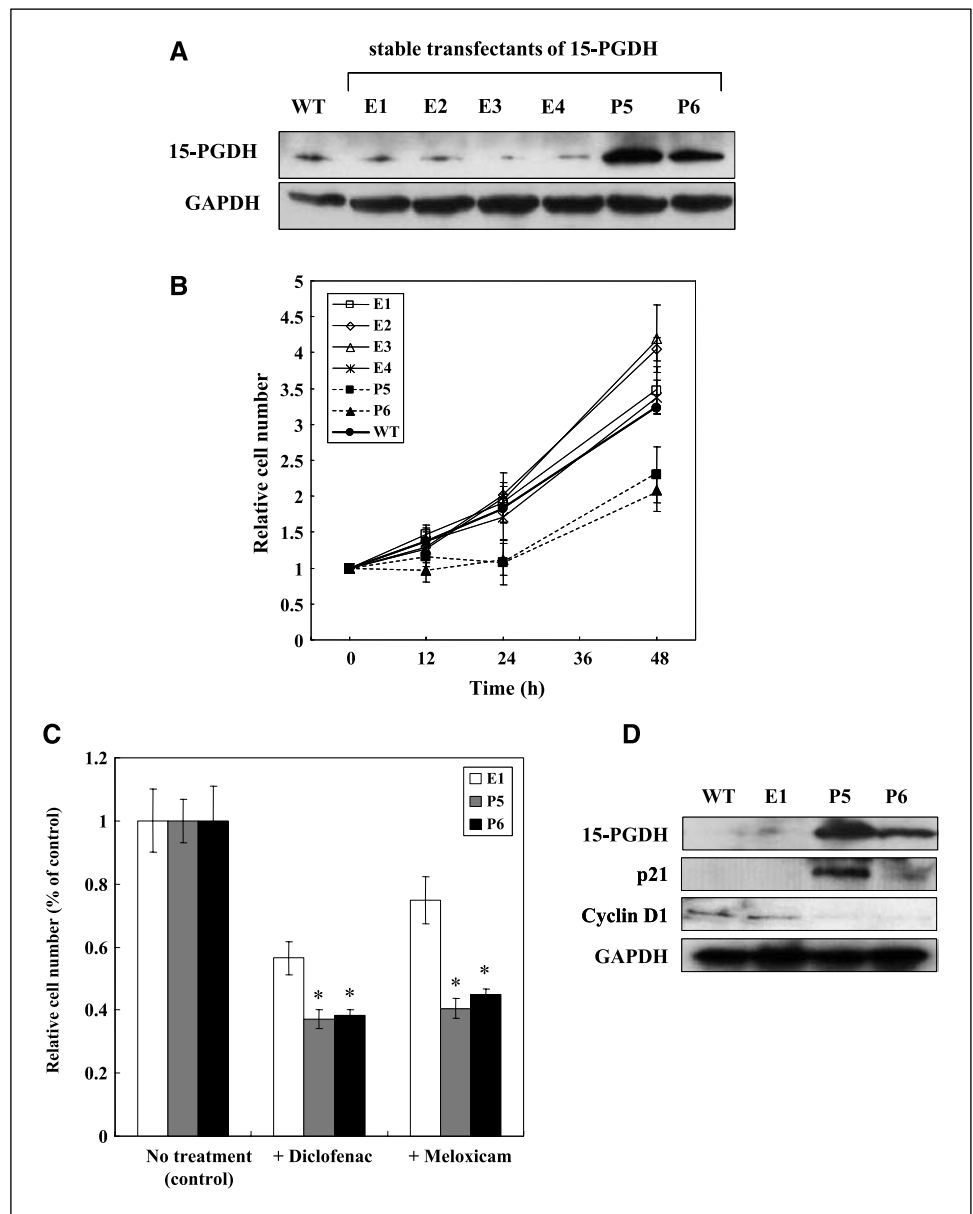 A
stable transfectants of 15-PGDH
WT E1 E2 E3 E4 P5 P6
15-PGDH
GAPDH
B
5
4.5
4
3.5
3
2.5
2
1.5
1
0.5
0
Relative cell number
E1
E2
E3
E4
P5
P6
WT
0 12 24 36 48
Time (h)
C
1.2
1
0.8
0.6
0.4
0.2
0
Relative cell number (% of control)
E1
P5
P6
* *
* *
No treatment
(control)
+ Diclofenac
+ Meloxicam
D
WT E1 P5 P6
15-PGDH
p21
Cyclin D1
GAPDH